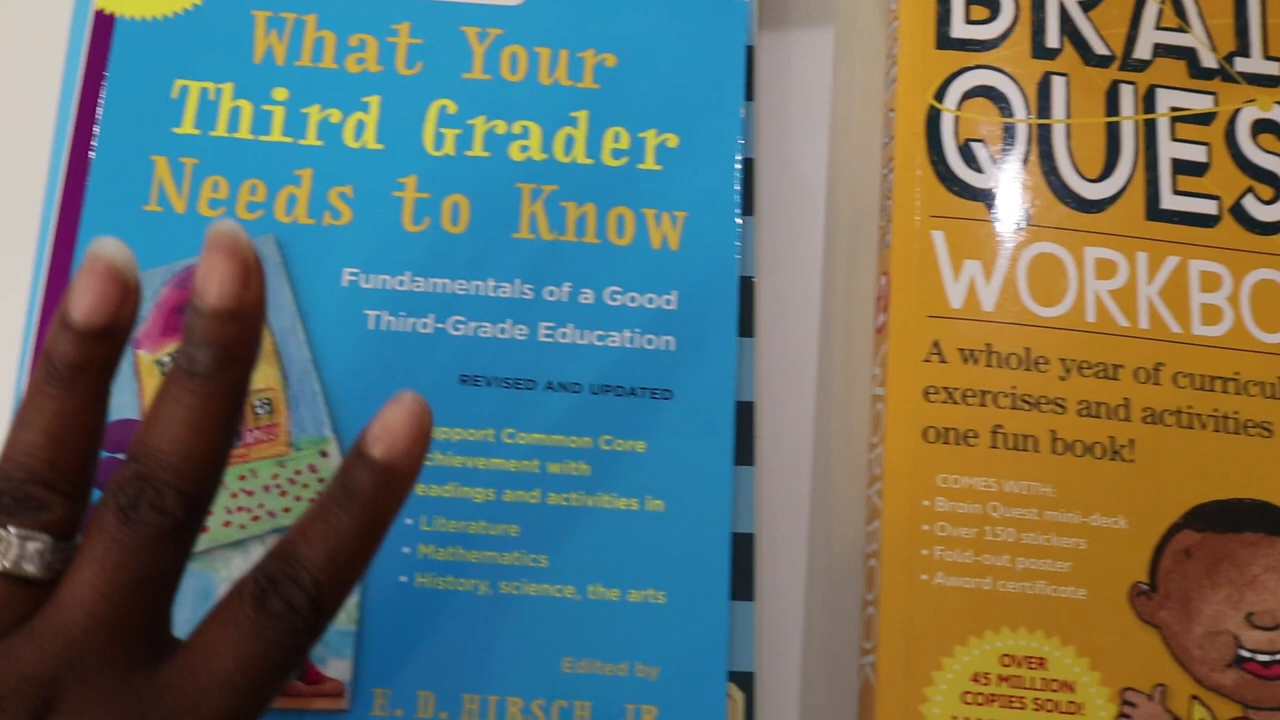 What Your
Third Grader
Needs to Know
Fundamentals of a Good
Third-Grade Education
REVISED AND UPDATED
pport Common Core
chievement with
eadings and activities in
• Literature
• Mathematics
• History, science, the arts
Edited by
E. D. HIRSCH, JR.
BRAI
QUES
WORKBO
A whole year of curricul
exercises and activities
one fun book!
COMES WITH:
• Brain Quest mini-deck
• Over 150 stickers
• Fold-out poster
• Award certificate
OVER
45 MILLION
COPIES SOLD!